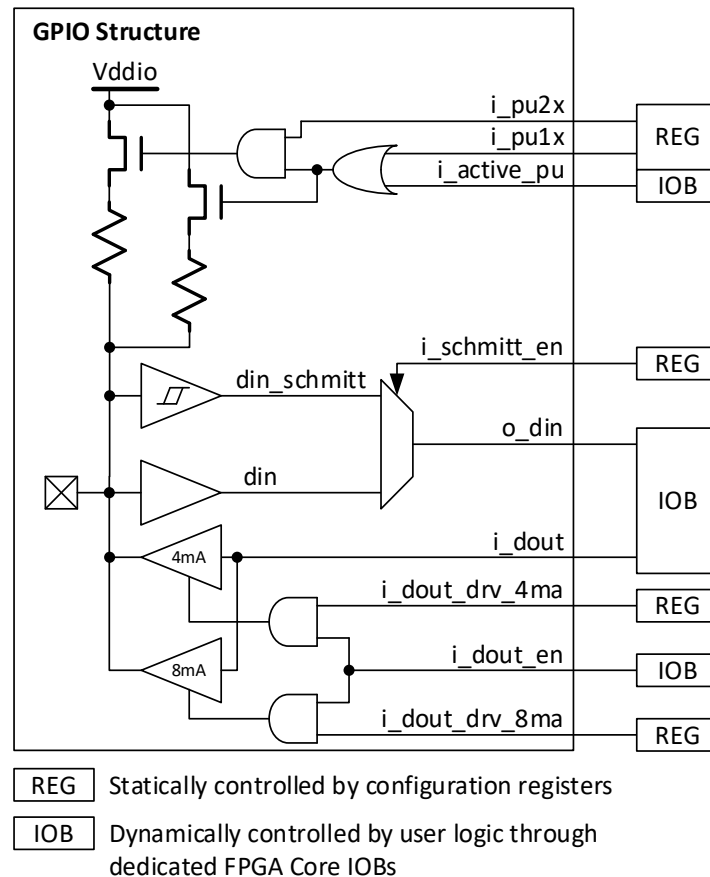 GPIO Structure
Vddio
i_pu2x
i_pu1x
REG
i_active_pu
IOB
i_schmitt_en
REG
din_schmitt
o_din
din
IOB
i_dout
4mA
i_dout_drv_4ma
REG
i_dout_en
IOB
8mA
i_dout_drv_8ma
REG
REG Statically controlled by configuration registers
IOB Dynamically controlled by user logic through
dedicated FPGA Core IOBs